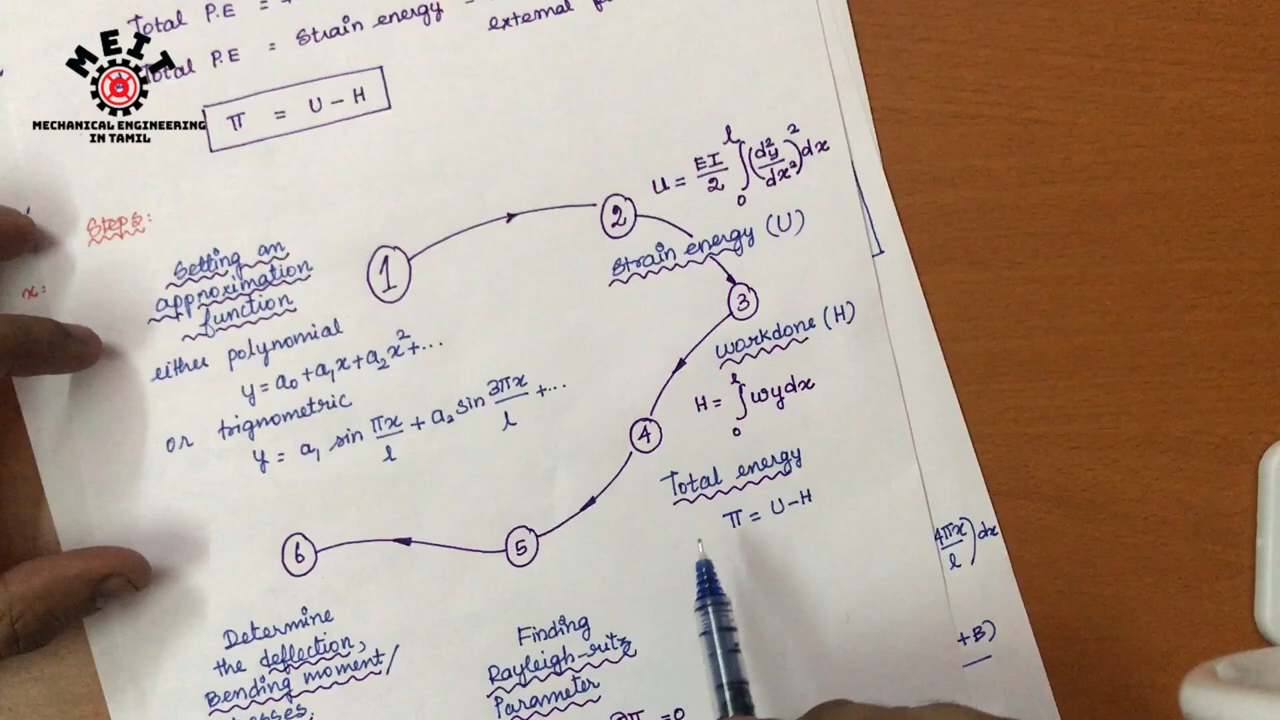 Total P.E =
Total P.E = Strain energy -
external
π = U - H
MEIT
MECHANICAL ENGINEERING
IN TAMIL
Steps:
x:
Setting an
approximation
function
either polynomial
y = a₀ + a₁x + a₂x² + ...
or trignometric
y = a₁ sin πx/l + a₂ sin 3πx/l + ...
1
2
U = EI/2 ∫₀ˡ (d²y/dx²)² dx
Strain energy (U)
3
workdone (H)
H = ∫₀ˡ wydx
4
Total energy
π = U-H
5
Finding
Rayleigh-ritz
Parameter
=0
6
Determine
the deflection,
Bending moment/
4πx/l) dx
+B)